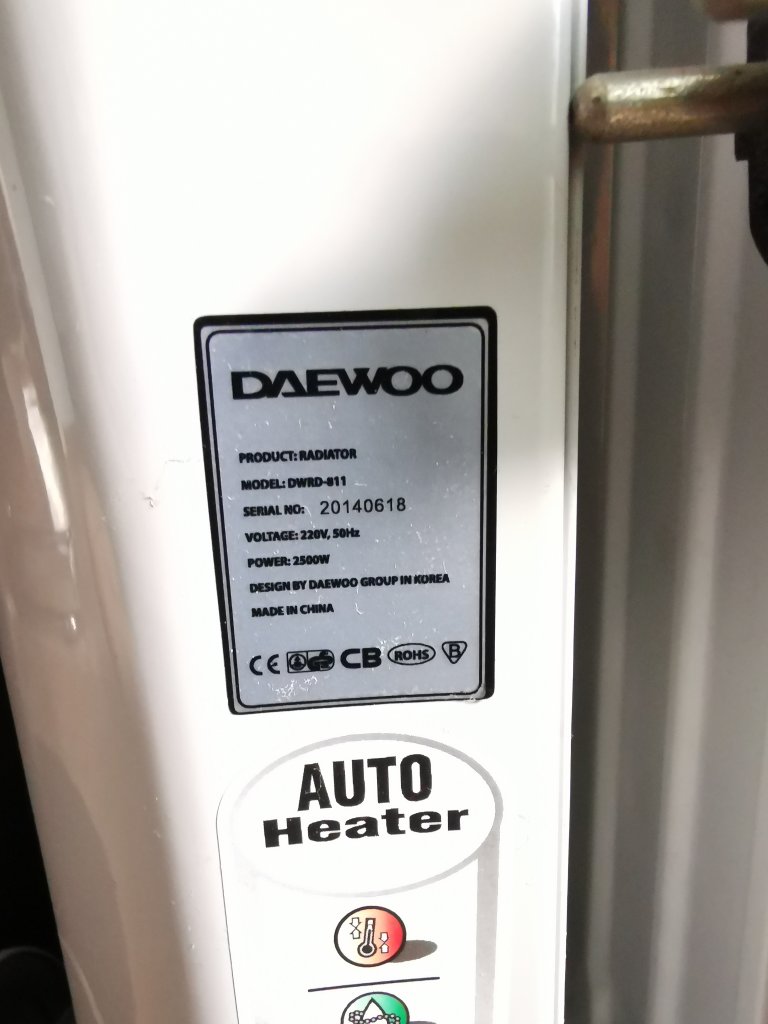 DAEWOO
PRODUCT: RADIATOR
MODEL: DWRD-811
SERIAL NO: 20140618
VOLTAGE: 220V, 50Hz
POWER: 2500W
DESIGN BY DAEWOO GROUP IN KOREA
MADE IN CHINA
CE GS CB ROHS B
AUTO
Heater